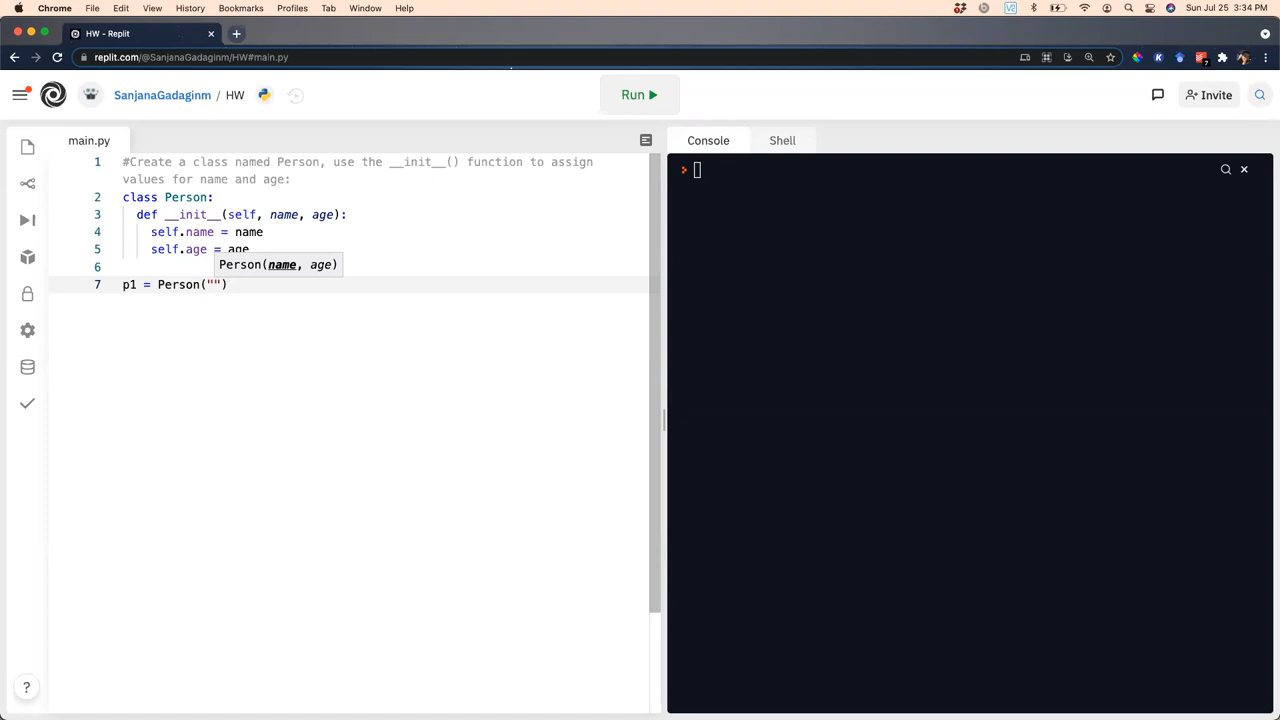 Chrome File Edit View History Bookmarks Profiles Tab Window Help Sun Jul 25 3:34 PM
HW - Replit
replit.com/@SanjanaGadaginm/HW#main.py
SanjanaGadaginm / HW Run Invite
main.py Console Shell
1 #Create a class named Person, use the __init__() function to assign
values for name and age:
2 class Person:
3 def __init__(self, name, age):
4 self.name = name
5 self.age = age
6 Person(name, age)
7 p1 = Person("")
?